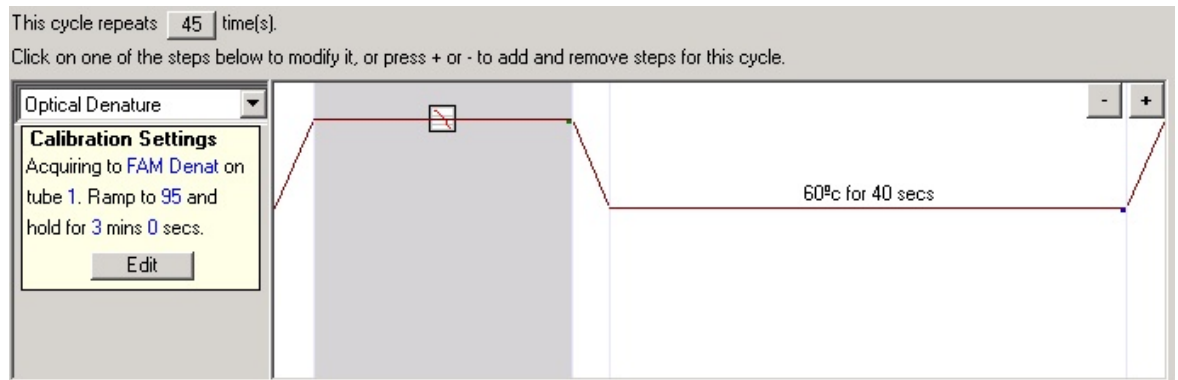 This cycle repeats 45 time(s).
Click on one of the steps below to modify it, or press + or - to add and remove steps for this cycle.
Optical Denature
- +
Calibration Settings
Acquiring to FAM Denat on
tube 1. Ramp to 95 and
hold for 3 mins 0 secs.
Edit
60ºc for 40 secs